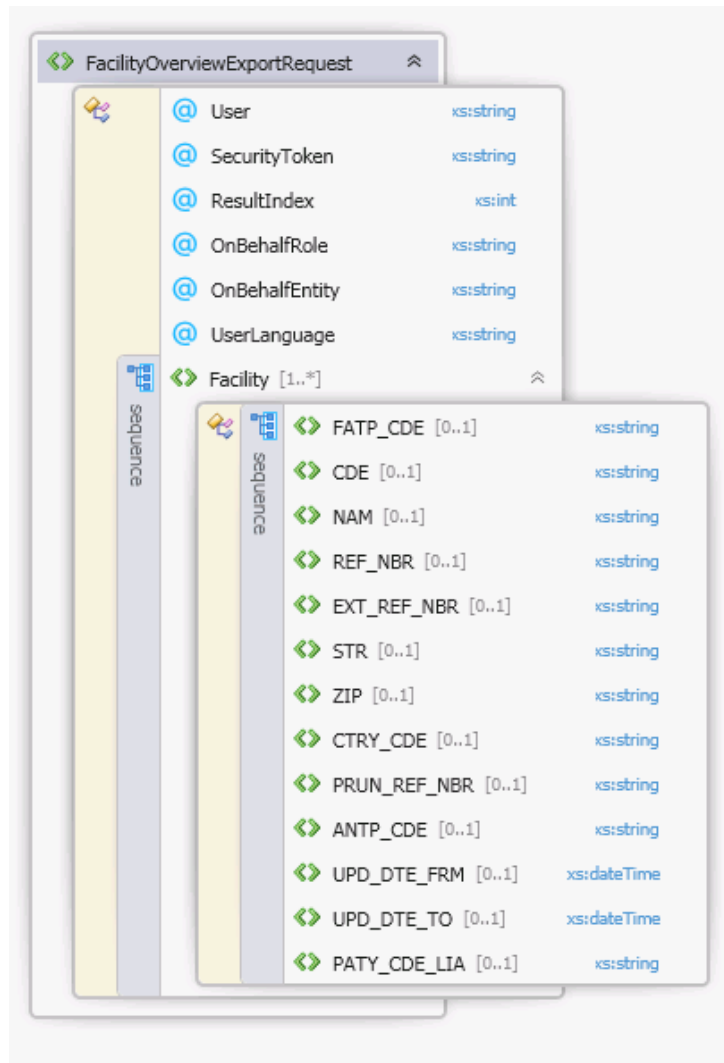 FacilityOverviewExportRequest
@ User xs:string
@ SecurityToken xs:string
@ ResultIndex xs:int
@ OnBehalfRole xs:string
@ OnBehalfEntity xs:string
@ UserLanguage xs:string
sequence
Facility [1..*]
sequence
FATP_CDE [0..1] xs:string
CDE [0..1] xs:string
NAM [0..1] xs:string
REF_NBR [0..1] xs:string
EXT_REF_NBR [0..1] xs:string
STR [0..1] xs:string
ZIP [0..1] xs:string
CTRY_CDE [0..1] xs:string
PRUN_REF_NBR [0..1] xs:string
ANTP_CDE [0..1] xs:string
UPD_DTE_FRM [0..1] xs:dateTime
UPD_DTE_TO [0..1] xs:dateTime
PATY_CDE_LIA [0..1] xs:string